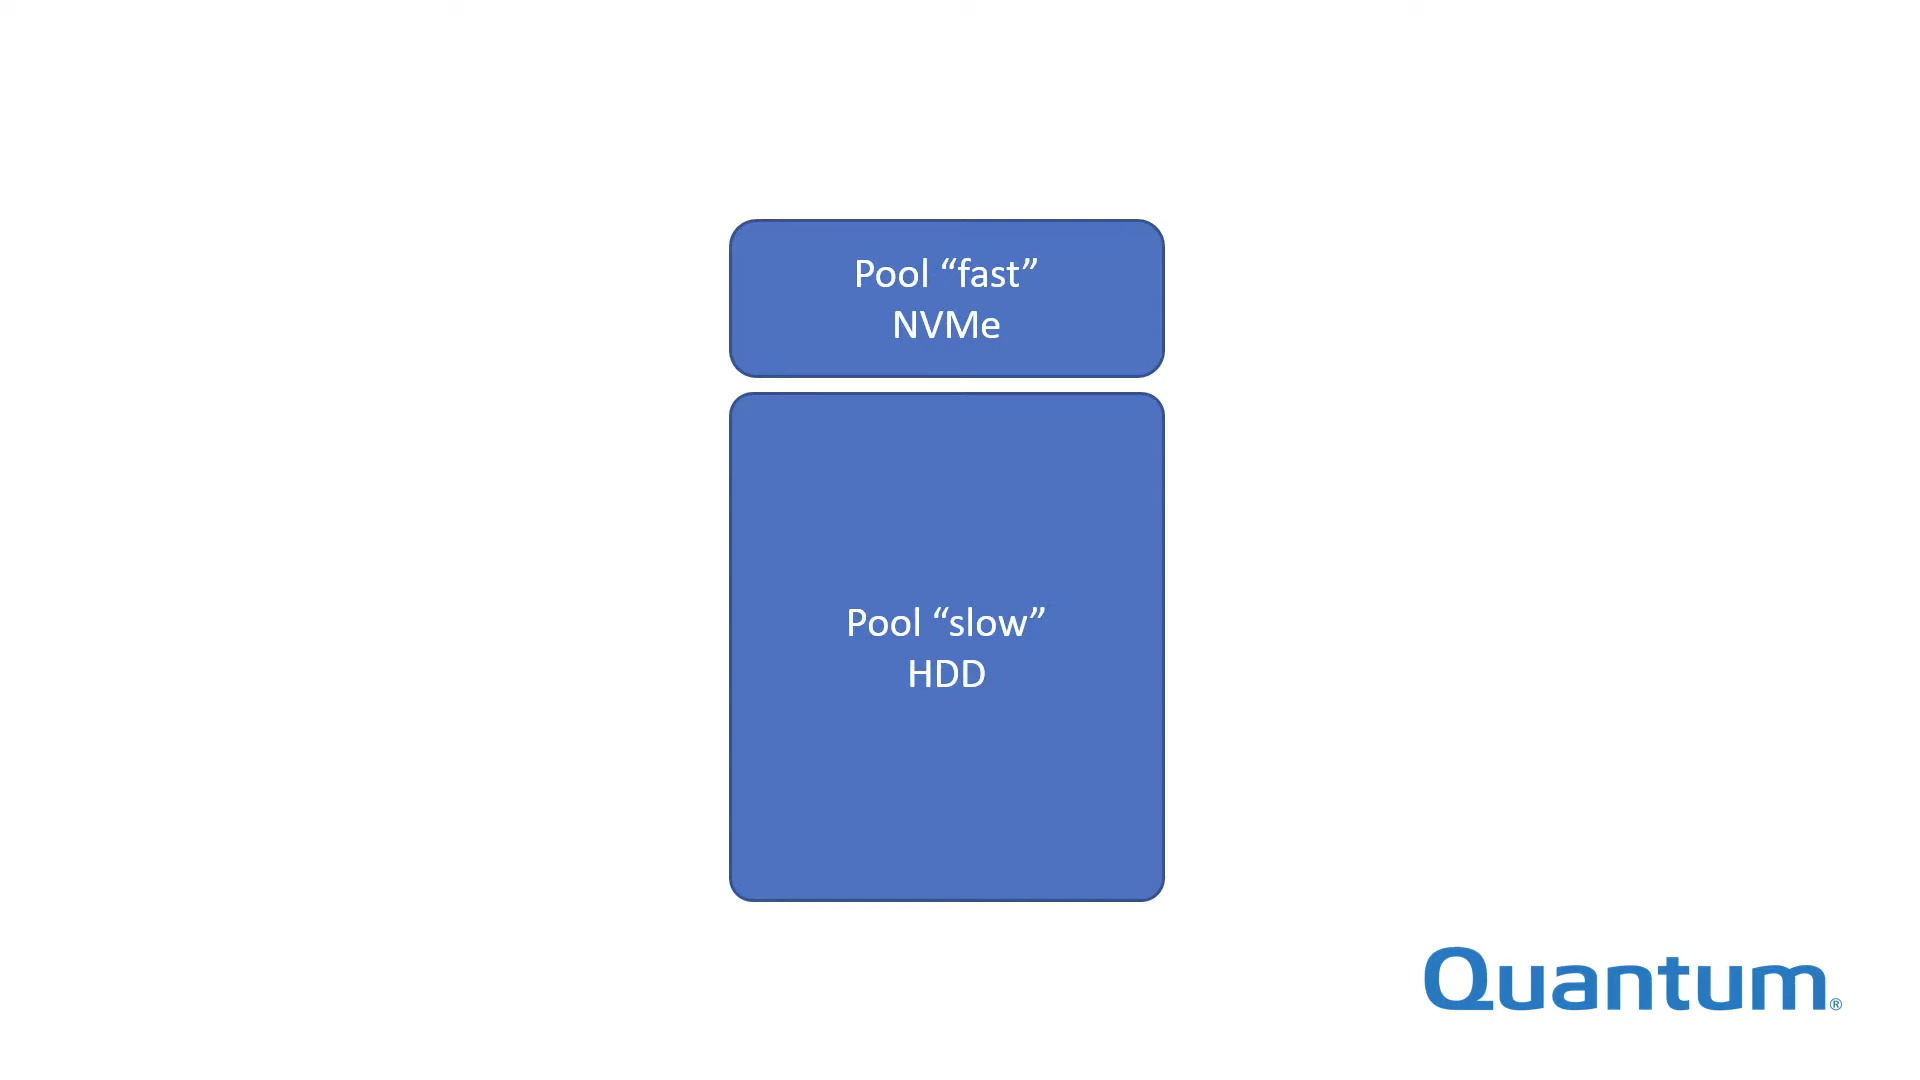 Pool “fast”
NVMe
Pool “slow”
HDD
Quantum®